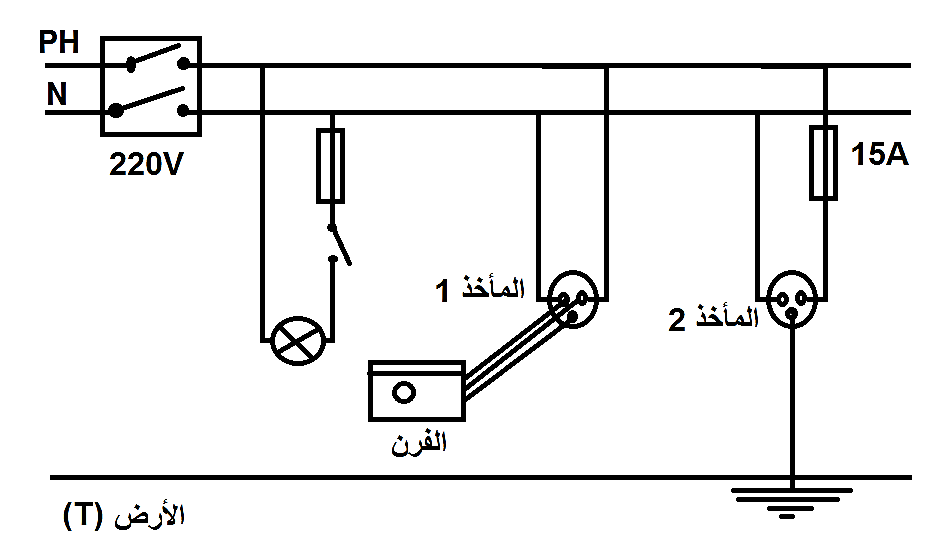 PH
N
220V
15A
المأخذ 1
المأخذ 2
الفرن
الأرض (T)